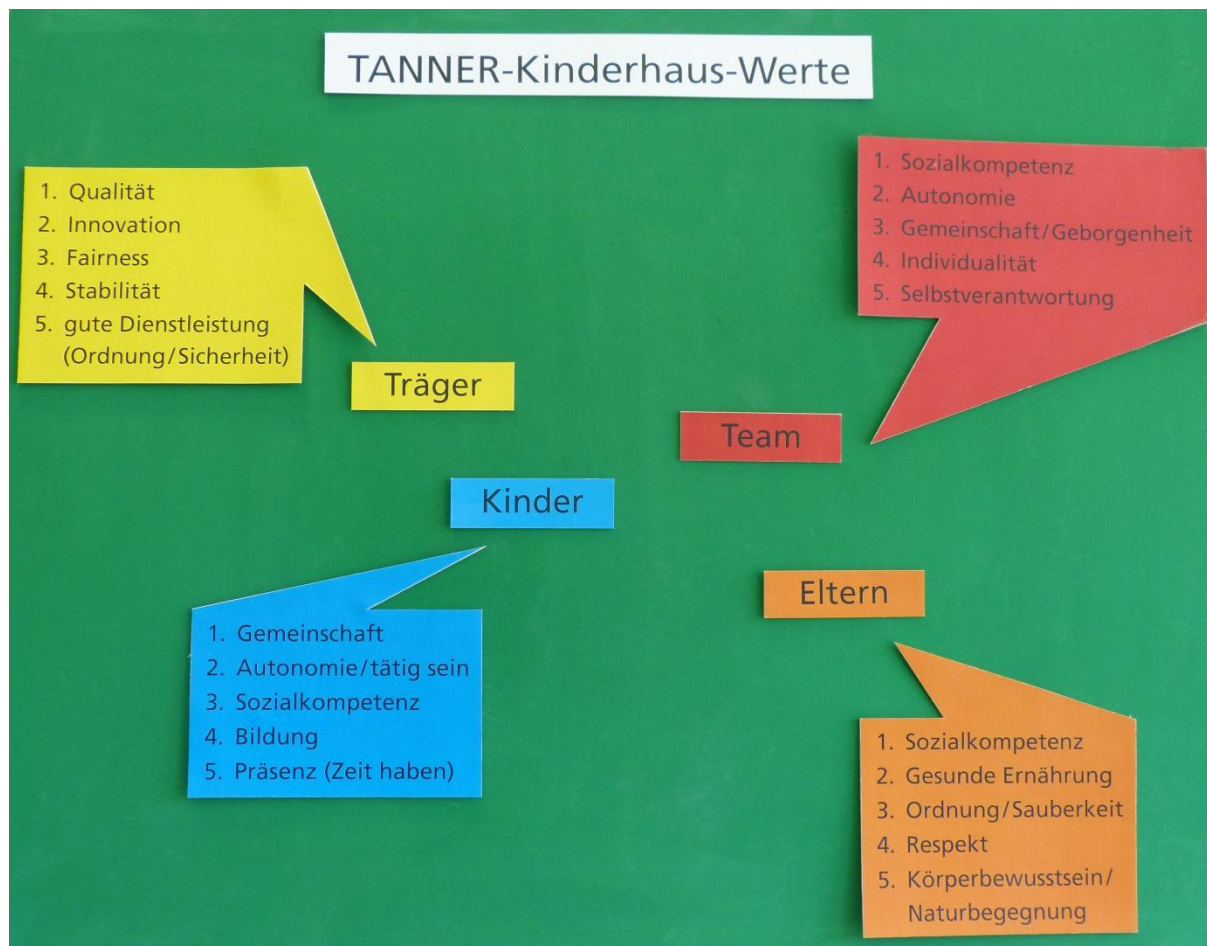 TANNER-Kinderhaus-Werte
1. Qualität
2. Innovation
3. Fairness
4. Stabilität
5. gute Dienstleistung
(Ordnung/Sicherheit)
Träger
1. Sozialkompetenz
2. Autonomie
3. Gemeinschaft/Geborgenheit
4. Individualität
5. Selbstverantwortung
Team
Kinder
1. Gemeinschaft
2. Autonomie/tätig sein
3. Sozialkompetenz
4. Bildung
5. Präsenz (Zeit haben)
Eltern
1. Sozialkompetenz
2. Gesunde Ernährung
3. Ordnung/Sauberkeit
4. Respekt
5. Körperbewusstsein/
Naturbegegnung